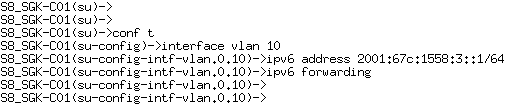 S8_SGK-C01(su)->
S8_SGK-C01(su)->
S8_SGK-C01(su)->conf t
S8_SGK-C01(su-config)->interface vlan 10
S8_SGK-C01(su-config-intf-vlan.0.10)->ipv6 address 2001:67c:1558:3::1/64
S8_SGK-C01(su-config-intf-vlan.0.10)->ipv6 forwarding
S8_SGK-C01(su-config-intf-vlan.0.10)->
S8_SGK-C01(su-config-intf-vlan.0.10)->